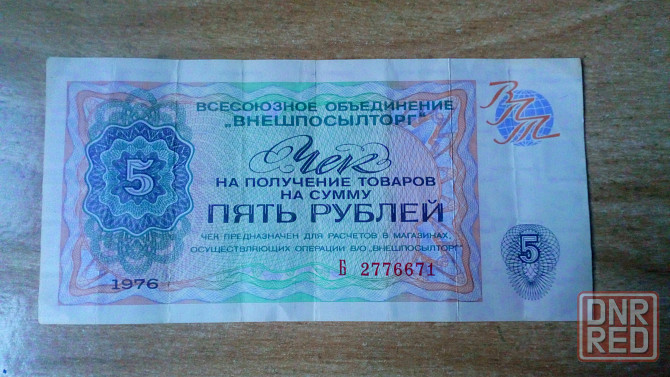 ВСЕСОЮЗНОЕ ОБЪЕДИНЕНИЕ
„ВНЕШПОСЫЛТОРГ"
ВПТ
5
Чек
НА ПОЛУЧЕНИЕ ТОВАРОВ
НА СУММУ
ПЯТЬ РУБЛЕЙ
ЧЕК ПРЕДНАЗНАЧЕН ДЛЯ РАСЧЕТОВ В МАГАЗИНАХ,
ОСУЩЕСТВЛЯЮЩИХ ОПЕРАЦИИ В/О „ВНЕШПОСЫЛТОРГ"
5
Б 2776671
1976
DNR
RED